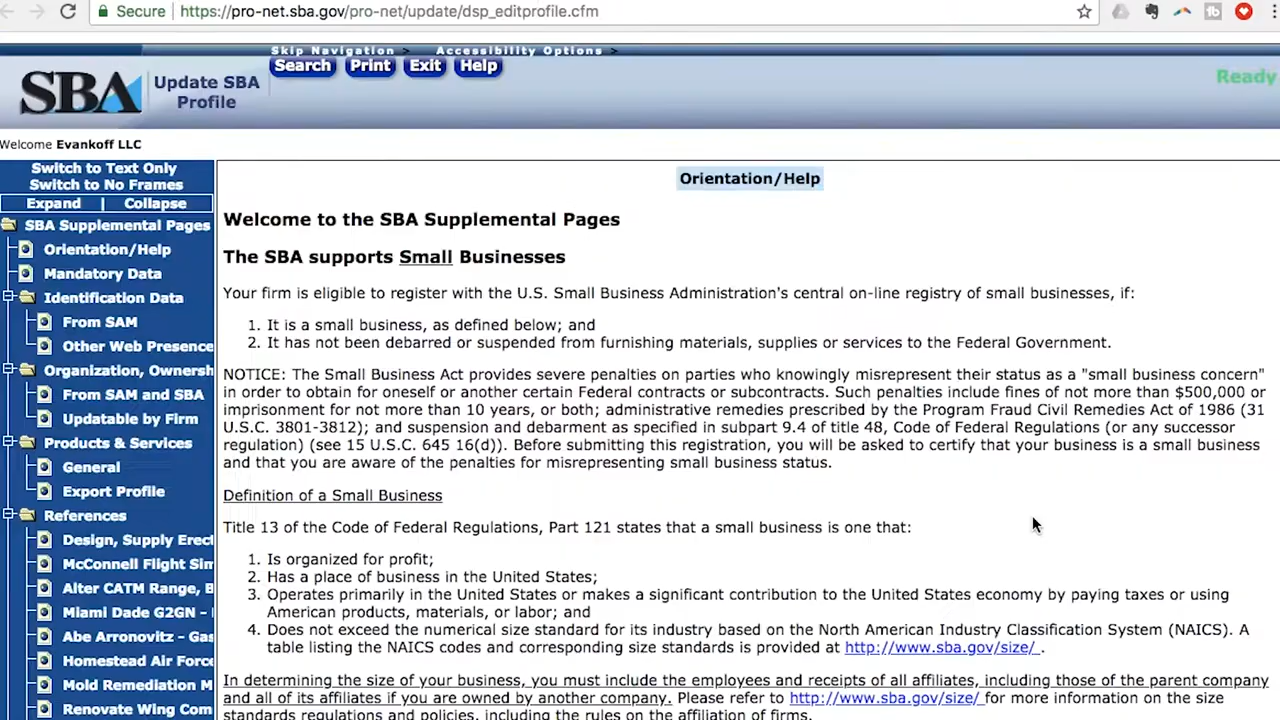 Secure https://pro-net.sba.gov/pro-net/update/dsp_editprofile.cfm
Skip Navigation > Accessibility Options >
Search Print Exit Help
SBA Update SBA Profile
Ready
Welcome Evankoff LLC
Switch to Text Only
Switch to No Frames
Expand | Collapse
SBA Supplemental Pages
Orientation/Help
Mandatory Data
Identification Data
From SAM
Other Web Presence
Organization, Ownersh
From SAM and SBA
Updatable by Firm
Products & Services
General
Export Profile
References
Design, Supply Erect
McConnell Flight Sim
Alter CATM Range, B
Miami Dade G2GN -
Abe Arronovitz - Gas
Homestead Air Forc
Mold Remediation M
Renovate Wing Com
Orientation/Help
Welcome to the SBA Supplemental Pages
The SBA supports Small Businesses
Your firm is eligible to register with the U.S. Small Business Administration's central on-line registry of small businesses, if:
1. It is a small business, as defined below; and
2. It has not been debarred or suspended from furnishing materials, supplies or services to the Federal Government.
NOTICE: The Small Business Act provides severe penalties on parties who knowingly misrepresent their status as a "small business concern"
in order to obtain for oneself or another certain Federal contracts or subcontracts. Such penalties include fines of not more than $500,000 or
imprisonment for not more than 10 years, or both; administrative remedies prescribed by the Program Fraud Civil Remedies Act of 1986 (31
U.S.C. 3801-3812); and suspension and debarment as specified in subpart 9.4 of title 48, Code of Federal Regulations (or any successor
regulation) (see 15 U.S.C. 645 16(d)). Before submitting this registration, you will be asked to certify that your business is a small business
and that you are aware of the penalties for misrepresenting small business status.
Definition of a Small Business
Title 13 of the Code of Federal Regulations, Part 121 states that a small business is one that:
1. Is organized for profit;
2. Has a place of business in the United States;
3. Operates primarily in the United States or makes a significant contribution to the United States economy by paying taxes or using
American products, materials, or labor; and
4. Does not exceed the numerical size standard for its industry based on the North American Industry Classification System (NAICS). A
table listing the NAICS codes and corresponding size standards is provided at http://www.sba.gov/size/ .
In determining the size of your business, you must include the employees and receipts of all affiliates, including those of the parent company
and all of its affiliates if you are owned by another company. Please refer to http://www.sba.gov/size/ for more information on the size
standards regulations and policies, including the rules on the affiliation of firms.